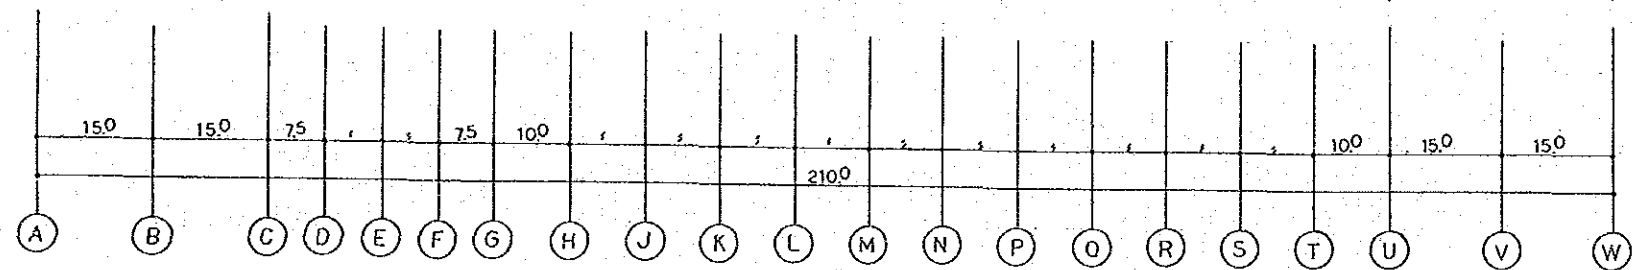 15.0 15.0 7.5 〃 〃 7.5 10.0 〃 〃 〃 〃 〃 〃 〃 〃 〃 〃 10.0 15.0 15.0
210.0
A B C D E F G H J K L M N P Q R S T U V W